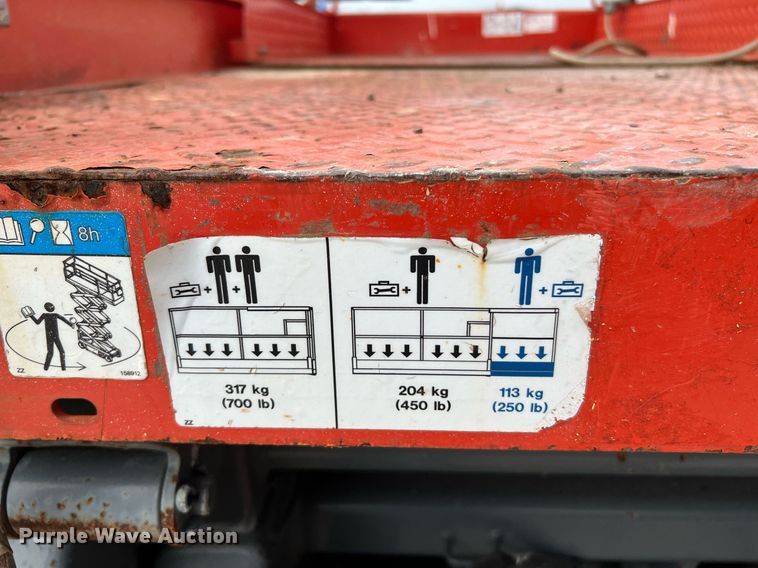 8h
ZZ
158912
+ +
317 kg
(700 lb)
ZZ
+
204 kg
(450 lb)
+
113 kg
(250 lb)
Purple Wave Auction